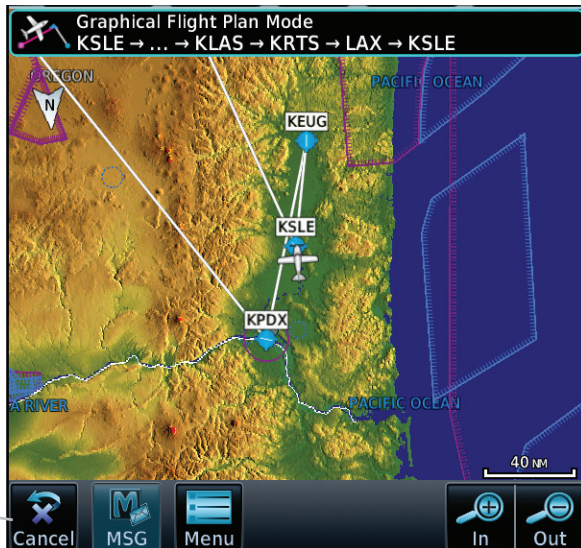 Graphical Flight Plan Mode
KSLE → ... → KLAS → KRTS → LAX → KSLE
OREGON
PACIFIC OCEAN
N
KEUG
KSLE
KPDX
A RIVER
PACIFIC OCEAN
40 NM
Cancel
MSG
Menu
In
Out